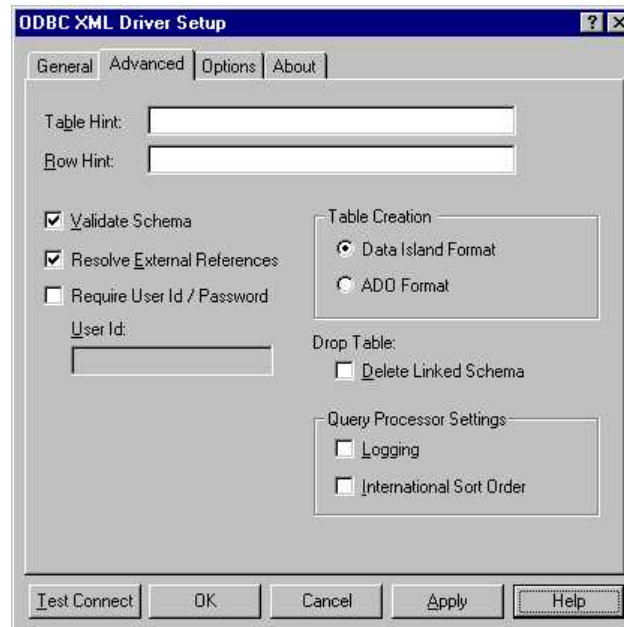 ODBC XML Driver Setup
General Advanced Options About
Table Hint:
Row Hint:
Validate Schema
Resolve External References
Require User Id / Password
User Id:
Table Creation
Data Island Format
ADO Format
Drop Table:
Delete Linked Schema
Query Processor Settings
Logging
International Sort Order
Test Connect OK Cancel Apply Help